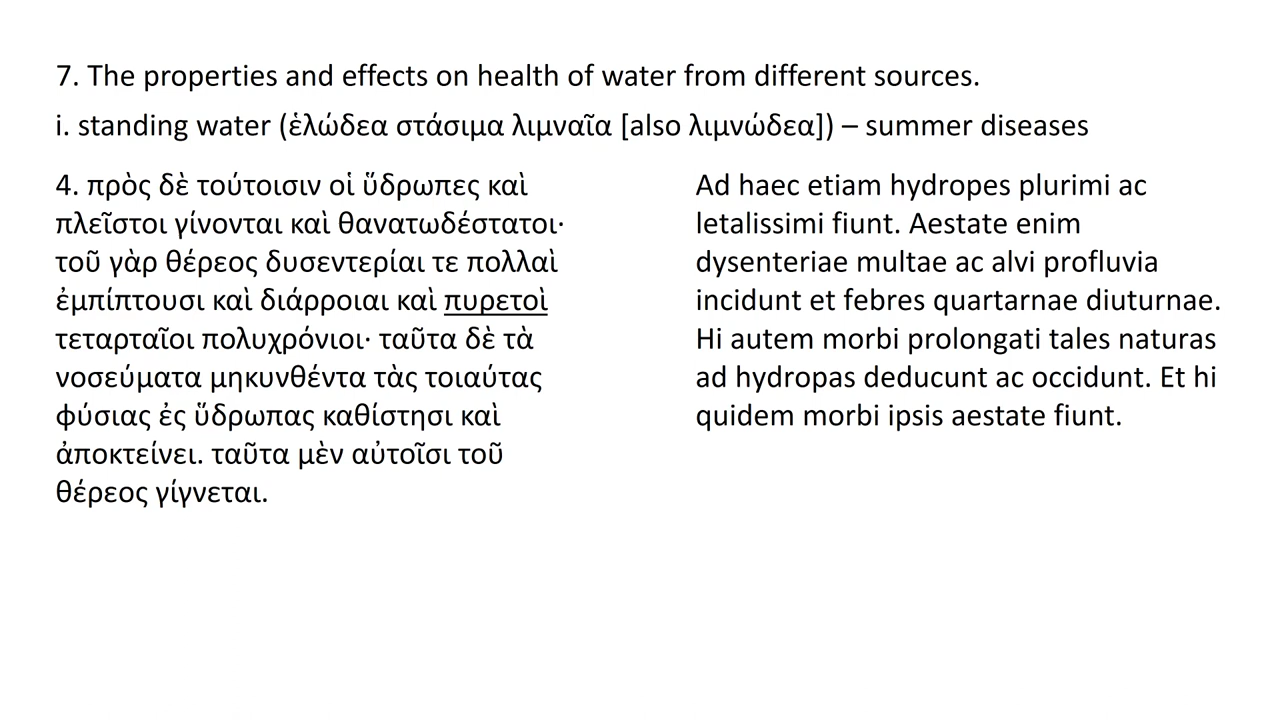 7. The properties and effects on health of water from different sources.
i. standing water (ἑλώδεα στάσιμα λιμναῖα [also λιμνώδεα]) – summer diseases
4. πρὸς δὲ τούτοισιν οἱ ὕδρωπες καὶ
πλεῖστοι γίνονται καὶ θανατωδέστατοι·
τοῦ γὰρ θέρεος δυσεντερίαι τε πολλαὶ
ἐμπίπτουσι καὶ διάρροιαι καὶ πυρετοὶ
τεταρταῖοι πολυχρόνιοι· ταῦτα δὲ τὰ
νοσεύματα μηκυνθέντα τὰς τοιαύτας
φύσιας ἐς ὕδρωπας καθίστησι καὶ
ἀποκτείνει. ταῦτα μὲν αὐτοῖσι τοῦ
θέρεος γίγνεται.
Ad haec etiam hydropes plurimi ac
letalissimi fiunt. Aestate enim
dysenteriae multae ac alvi profluvia
incidunt et febres quartarnae diuturnae.
Hi autem morbi prolongati tales naturas
ad hydropas deducunt ac occidunt. Et hi
quidem morbi ipsis aestate fiunt.